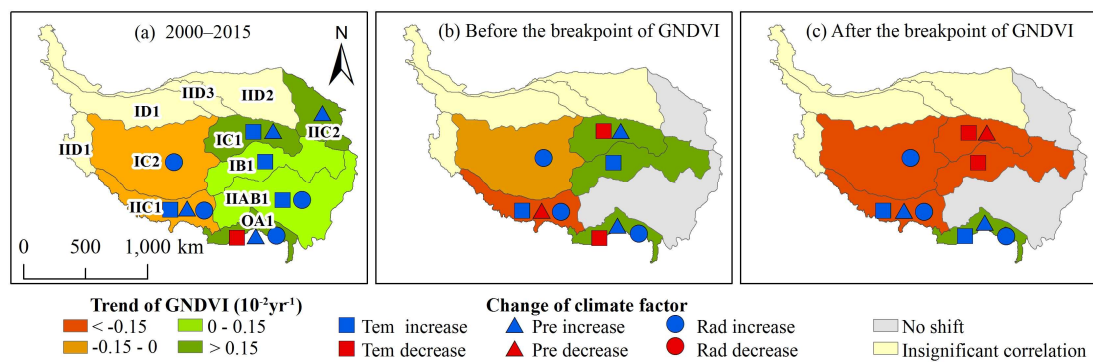 (a) 2000–2015
N
(b) Before the breakpoint of GNDVI
(c) After the breakpoint of GNDVI
IID3
IID2
ID1
IID1
IC1
IIC2
IC2
IB1
IIC1
IIAB1
OA1
0 500 1,000 km
Trend of GNDVI (10⁻²yr⁻¹)
Change of climate factor
< -0.15
0 - 0.15
Tem increase
Pre increase
Rad increase
No shift
-0.15 - 0
> 0.15
Tem decrease
Pre decrease
Rad decrease
Insignificant correlation